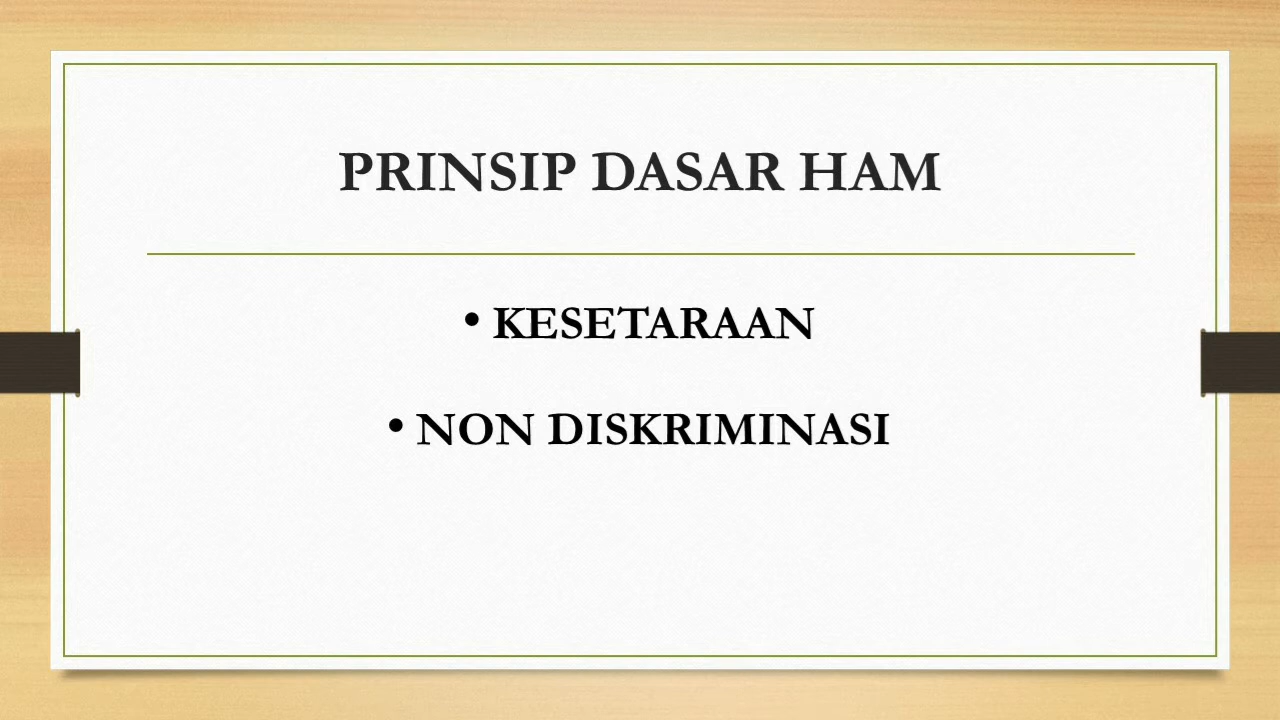 PRINSIP DASAR HAM
• KESETARAAN
• NON DISKRIMINASI